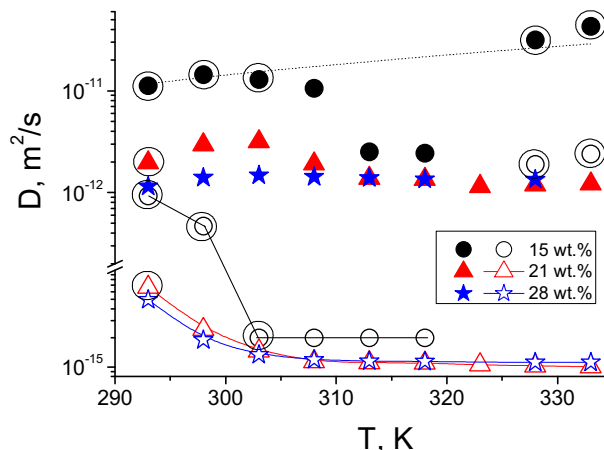 D, m²/s
10⁻¹¹
10⁻¹²
10⁻¹⁵
15 wt.%
21 wt.%
28 wt.%
290 300 310 320 330
T, K